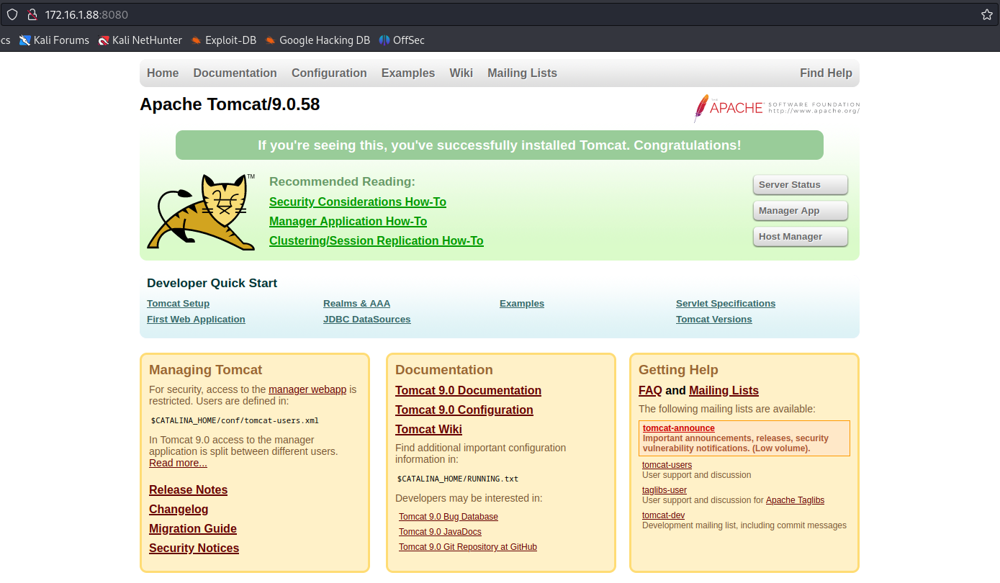 172.16.1.88:8080
cs Kali Forums Kali NetHunter Exploit-DB Google Hacking DB OffSec
Home Documentation Configuration Examples Wiki Mailing Lists Find Help
Apache Tomcat/9.0.58
THE
APACHE SOFTWARE FOUNDATION
http://www.apache.org/
If you're seeing this, you've successfully installed Tomcat. Congratulations!
TM
Recommended Reading:
Security Considerations How-To
Manager Application How-To
Clustering/Session Replication How-To
Server Status
Manager App
Host Manager
Developer Quick Start
Tomcat Setup
First Web Application
Realms & AAA
JDBC DataSources
Examples
Servlet Specifications
Tomcat Versions
Managing Tomcat
For security, access to the manager webapp is
restricted. Users are defined in:
$CATALINA_HOME/conf/tomcat-users.xml
In Tomcat 9.0 access to the manager
application is split between different users.
Read more...
Release Notes
Changelog
Migration Guide
Security Notices
Documentation
Tomcat 9.0 Documentation
Tomcat 9.0 Configuration
Tomcat Wiki
Find additional important configuration
information in:
$CATALINA_HOME/RUNNING.txt
Developers may be interested in:
Tomcat 9.0 Bug Database
Tomcat 9.0 JavaDocs
Tomcat 9.0 Git Repository at GitHub
Getting Help
FAQ and Mailing Lists
The following mailing lists are available:
tomcat-announce
Important announcements, releases, security
vulnerability notifications. (Low volume).
tomcat-users
User support and discussion
taglibs-user
User support and discussion for Apache Taglibs
tomcat-dev
Development mailing list, including commit messages